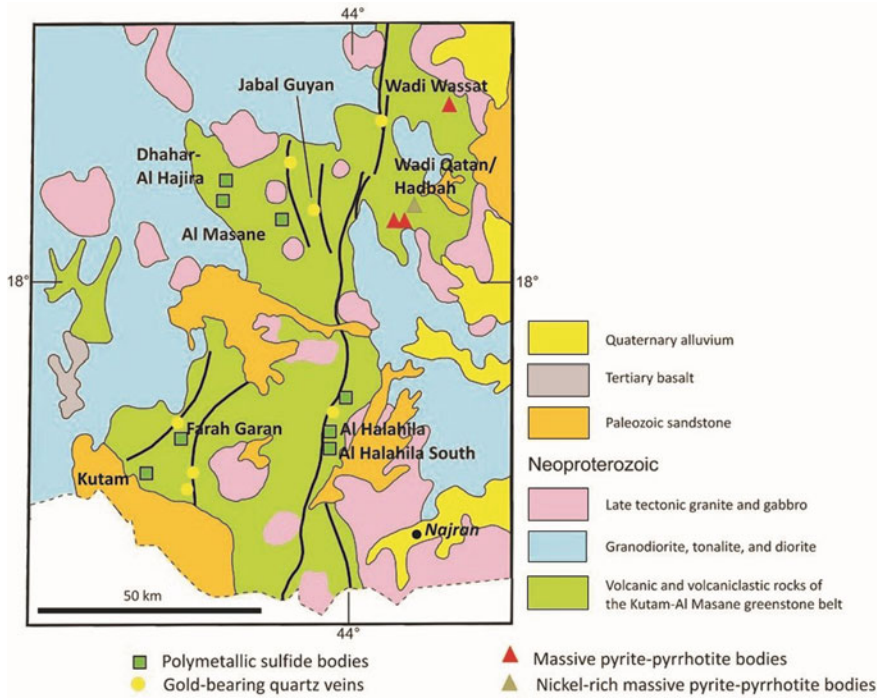 44°
Jabal Guyan
Wadi Wassat
Dhahar-
Al Hajira
Wadi Qatan/
Hadbah
Al Masane
18°
18°
Farah Garan
Al Halahila
Al Halahila South
Kutam
Najran
50 km
44°
Quaternary alluvium
Tertiary basalt
Paleozoic sandstone
Neoproterozoic
Late tectonic granite and gabbro
Granodiorite, tonalite, and diorite
Volcanic and volcaniclastic rocks of
the Kutam-Al Masane greenstone belt
Polymetallic sulfide bodies
Gold-bearing quartz veins
Massive pyrite-pyrrhotite bodies
Nickel-rich massive pyrite-pyrrhotite bodies